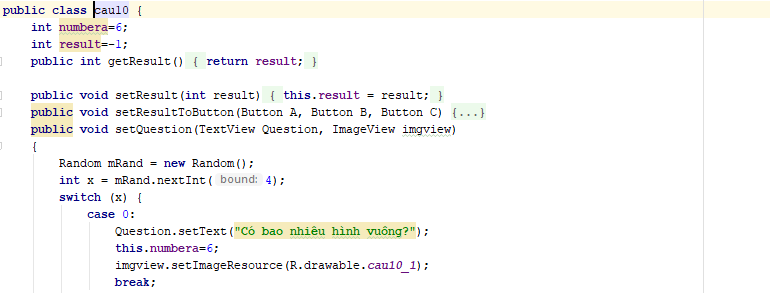 public class cau10 {
int numbera=6;
int result=-1;
public int getResult() { return result; }
public void setResult(int result) { this.result = result; }
public void setResultToButton(Button A, Button B, Button C) {...}
public void setQuestion(TextView Question, ImageView imgview)
{
Random mRand = new Random();
int x = mRand.nextInt( bound: 4);
switch (x) {
case 0:
Question.setText("Có bao nhiêu hình vuông?");
this.numbera=6;
imgview.setImageResource(R.drawable.cau10_1);
break;